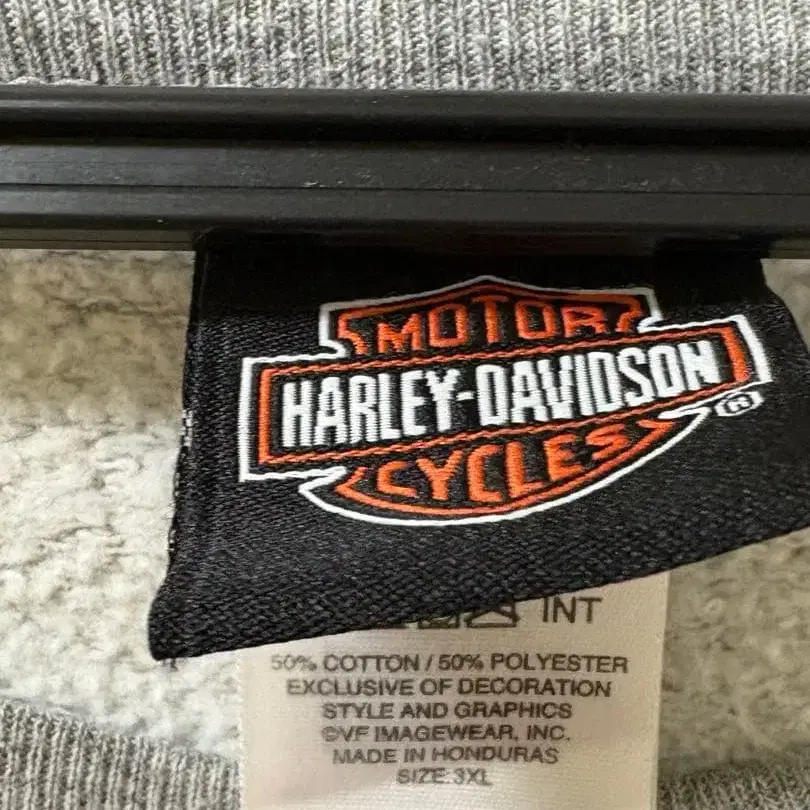 MOTOR
HARLEY-DAVIDSON
CYCLES
®
INT
50% COTTON / 50% POLYESTER
EXCLUSIVE OF DECORATION
STYLE AND GRAPHICS
©VF IMAGEWEAR, INC.
MADE IN HONDURAS
SIZE 3XL